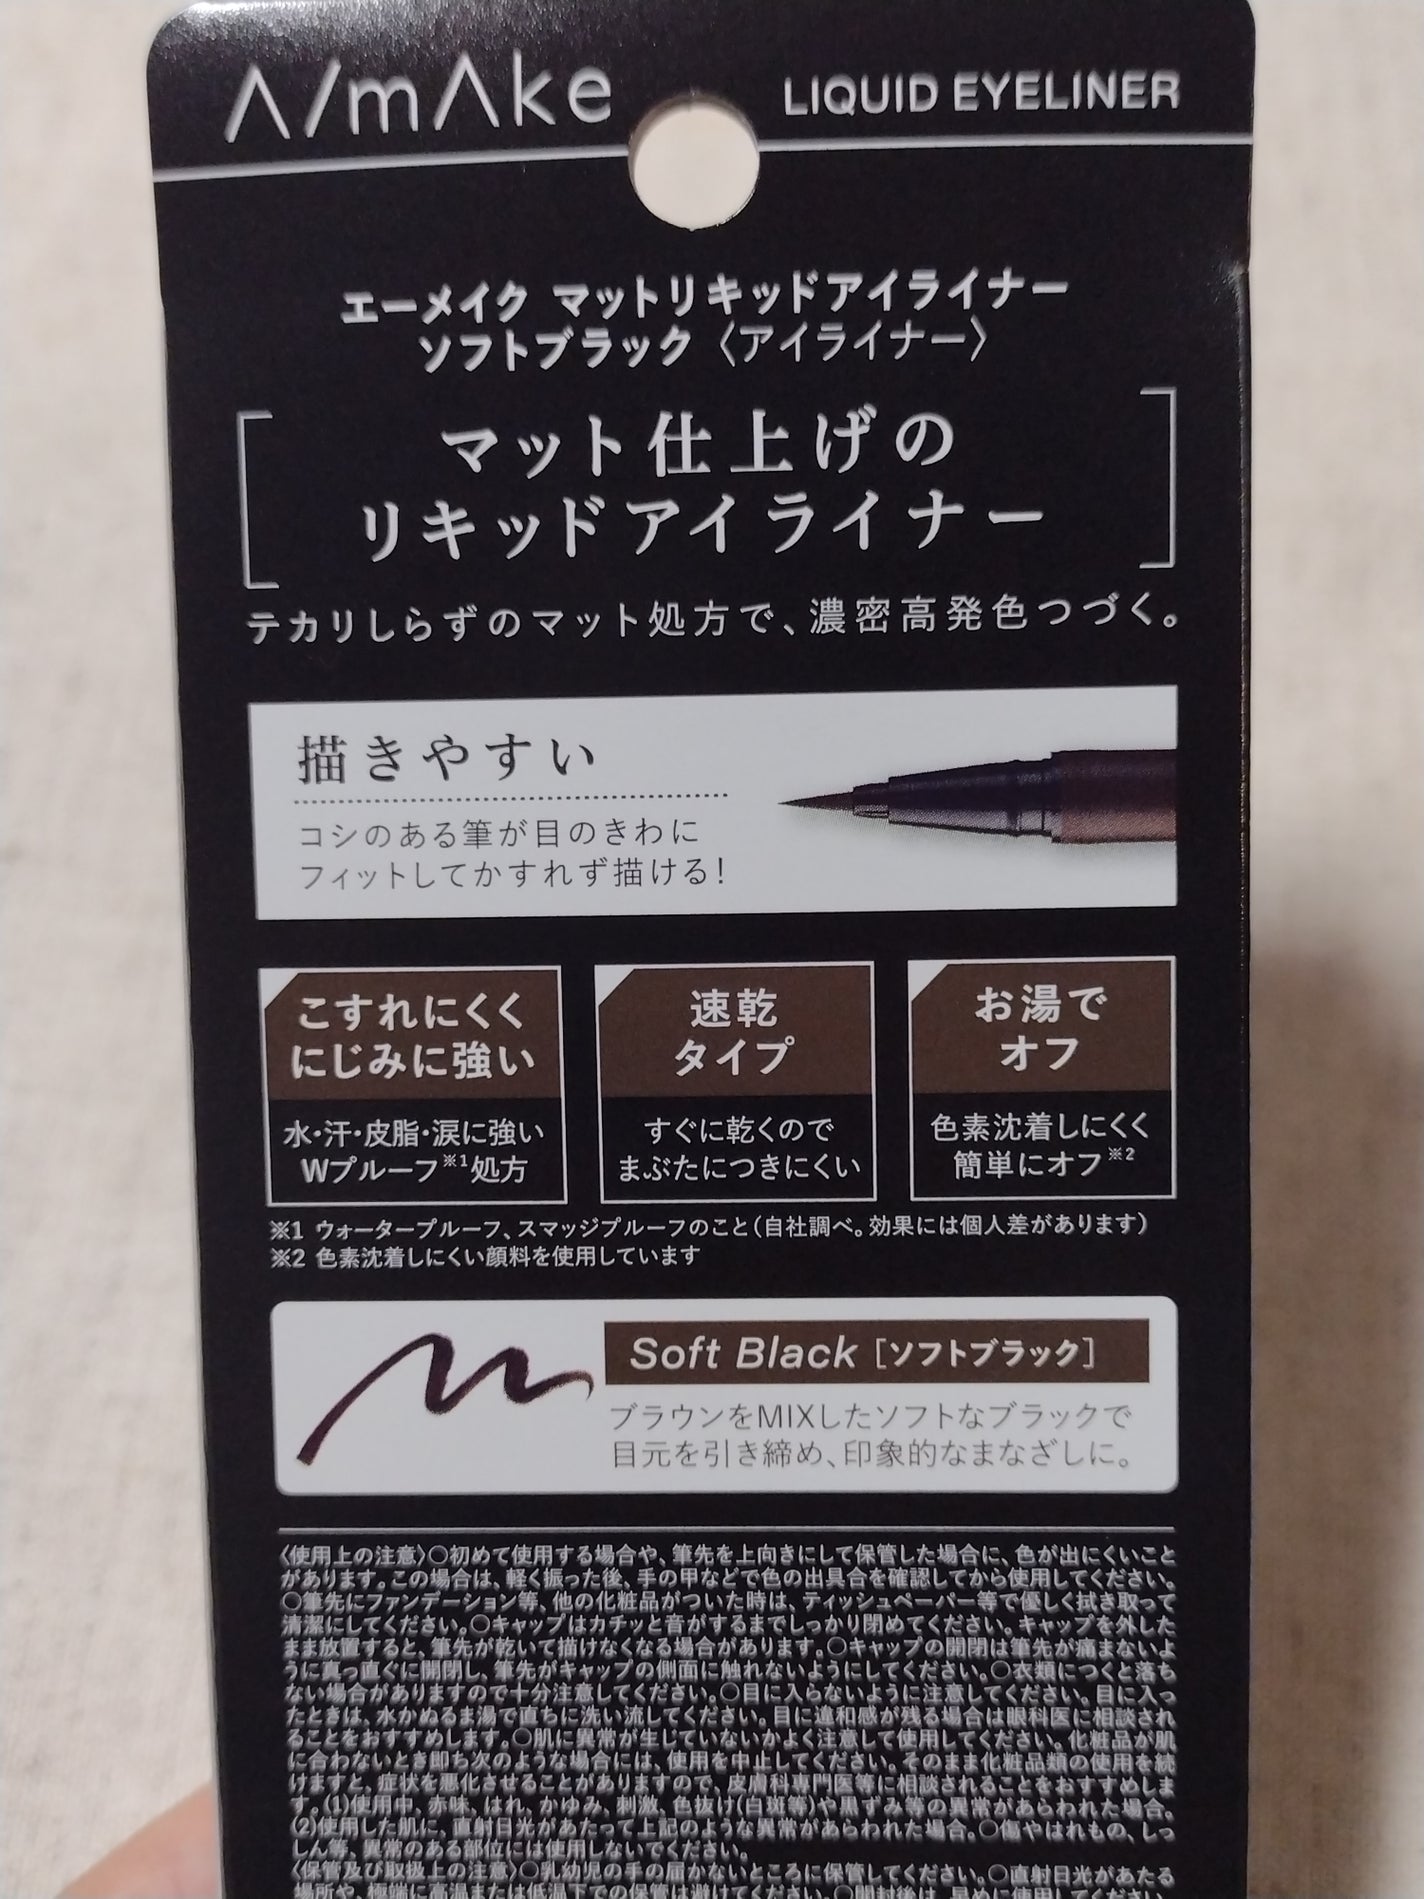 A/mAke
LIQUID EYELINER
エーメイク マットリキッドアイライナー
ソフトブラック〈アイライナー〉
マット仕上げの
リキッドアイライナー
テカリしらずのマット処方で、濃密高発色つづく。
描きやすい
コシのある筆が目のきわに
フィットしてかすれず描ける!
こすれにくく
にじみに強い
水・汗・皮脂・涙に強い
Wプルーフ※1処方
速乾
タイプ
すぐに乾くので
まぶたにつきにくい
お湯で
オフ
色素沈着しにくく
簡単にオフ※2
※1 ウォータープルーフ、スマッジプルーフのこと(自社調べ。効果には個人差があります)
※2 色素沈着しにくい顔料を使用しています
Soft Black [ソフトブラック]
ブラウンをMIXしたソフトなブラックで
目元を引き締め、印象的なまなざしに。
〈使用上の注意〉○初めて使用する場合や、筆先を上向きにして保管した場合に、色が出にくいこと
があります。この場合は、軽く振った後、手の甲などで色の出具合を確認してから使用してください。
○筆先にファンデーション等、他の化粧品がついた時は、ティッシュペーパー等で優しく拭き取って
清潔にしてください。○キャップはカチッと音がするまでしっかり閉めてください。キャップを外した
まま放置すると、筆先が乾いて描けなくなる場合があります。○キャップの開閉は筆先が痛まないよ
うに真っ直ぐに開閉し、筆先がキャップの側面に触れないようにしてください。○衣類につくと落ち
ない場合がありますので十分注意してください。○目に入らないように注意してください。目に入っ
たときは、水かぬるま湯で直ちに洗い流してください。目に違和感が残る場合は眼科医に相談され
ることをおすすめします。○肌に異常が生じていないかよく注意して使用してください。化粧品が肌
に合わないとき即ち次のような場合には、使用を中止してください。そのまま化粧品類の使用を続
けますと、症状を悪化させることがありますので、皮膚科専門医等に相談されることをおすすめしま
す。(1)使用中、赤味、はれ、かゆみ、刺激、色抜け(白斑等)や黒ずみ等の異常があらわれた場合。
(2)使用した肌に、直射日光があたって上記のような異常があらわれた場合。○傷やはれもの、しっ
しん等、異常のある部位には使用しないでください。
〈保管及び取扱上の注意〉○乳幼児の手の届かないところに保管してください。○直射日光があたる
場所や、極端に高温または低温下での保管は避けてください。○開封後は、早めに使用してください